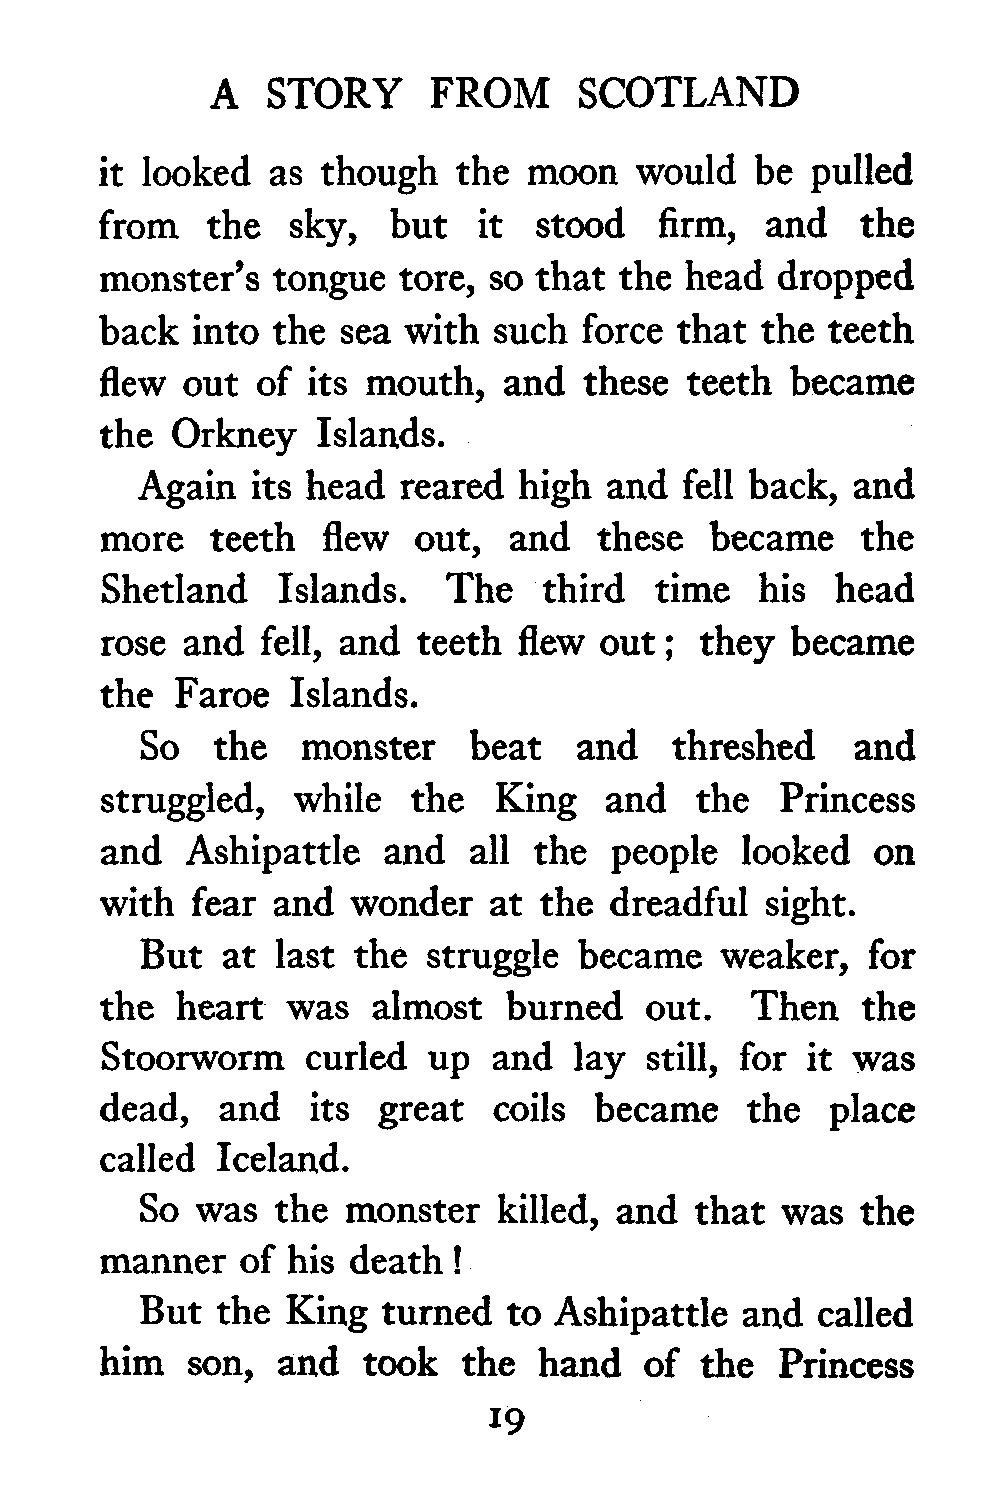 A STORY FROM SCOTLAND
it looked as though the moon would be pulled
from the sky, but it stood firm, and the
monster's tongue tore, so that the head dropped
back into the sea with such force that the teeth
flew out of its mouth, and these teeth became
the Orkney Islands.
Again its head reared high and fell back, and
more teeth flew out, and these became the
Shetland Islands. The third time his head
rose and fell, and teeth flew out ; they became
the Faroe Islands.
So the monster beat and threshed and
struggled, while the King and the Princess
and Ashipattle and all the people looked on
with fear and wonder at the dreadful sight.
But at last the struggle became weaker, for
the heart was almost burned out. Then the
Stoorworm curled up and lay still, for it was
dead, and its great coils became the place
called Iceland.
So was the monster killed, and that was the
manner of his death !
But the King turned to Ashipattle and called
him son, and took the hand of the Princess
19